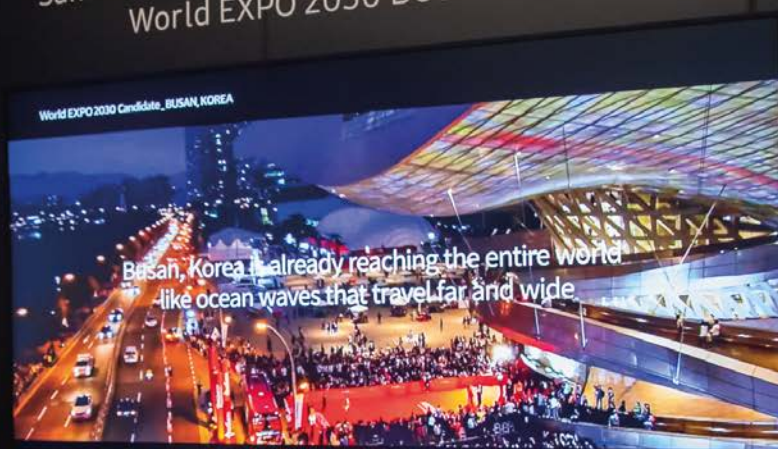 World EXPO 2030
World EXPO 2030 Candidate_BUSAN, KOREA
Busan, Korea is already reaching the entire world
like ocean waves that travel far and wide